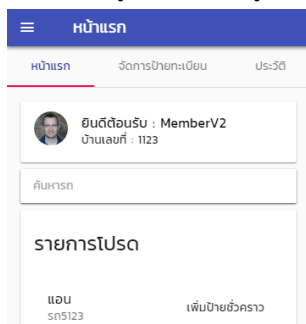 หน้าแรก
หน้าแรก จัดการป้ายทะเบียน ประวัติ
ยินดีต้อนรับ : MemberV2
บ้านเลขที่ : 1123
ค้นหารถ
รายการโปรด
แอน
รถ5123
เพิ่มป้ายชั่วคราว